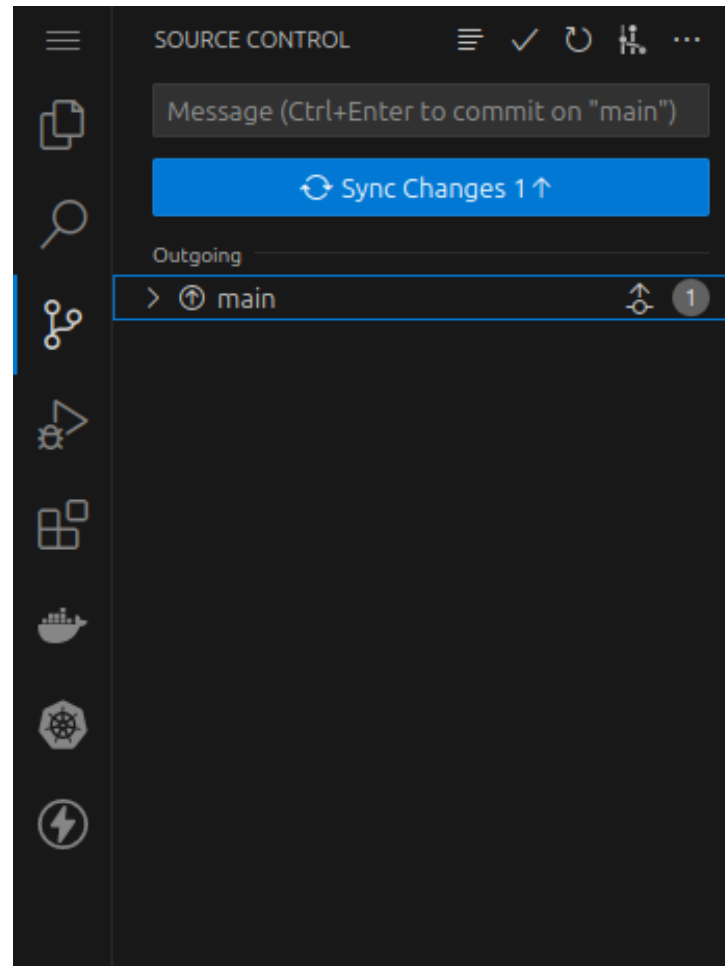 SOURCE CONTROL
Message (Ctrl+Enter to commit on "main")
Sync Changes 1↑
Outgoing
main 1